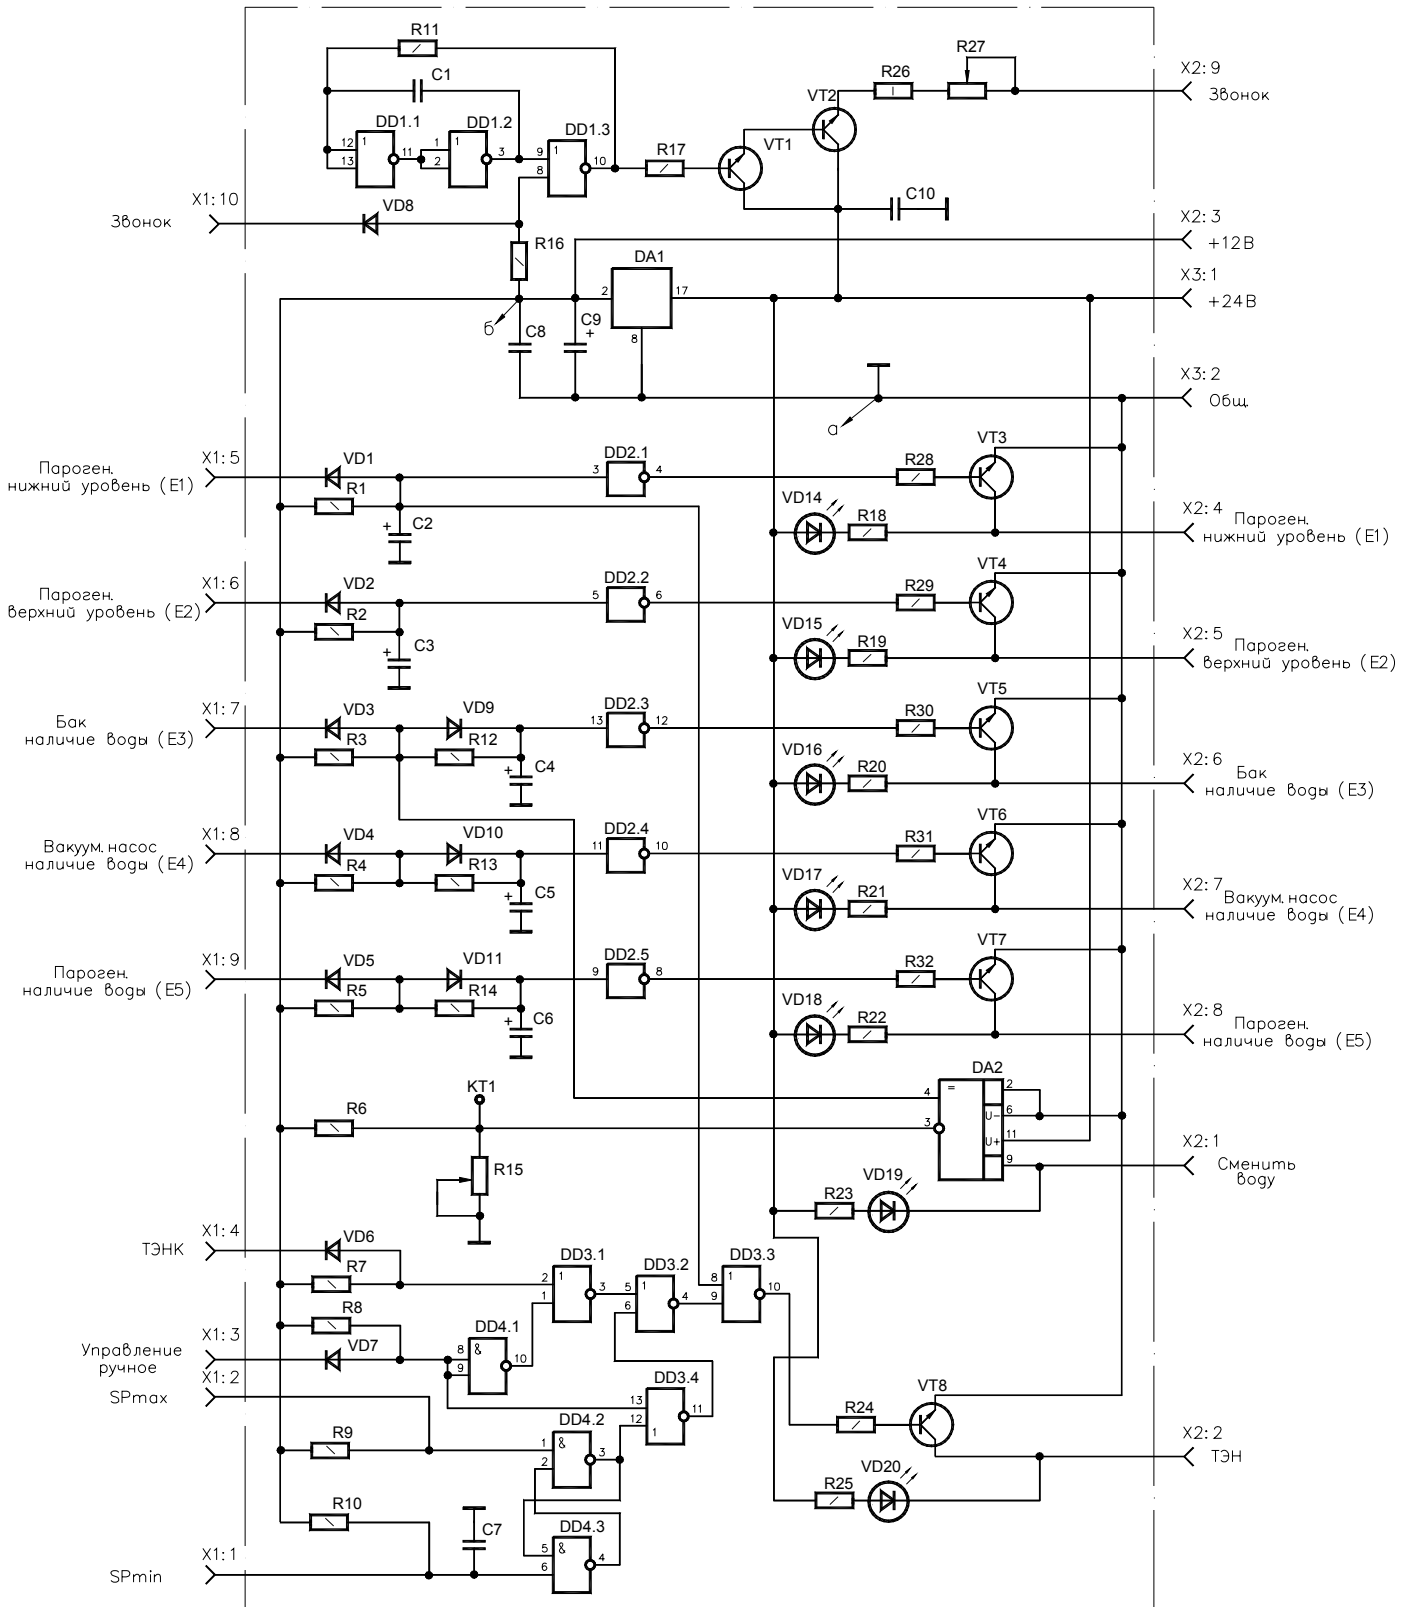 R11
C1
DD1.1
DD1.2
DD1.3
12
13
1
11
1
2
1
3
9
8
1
10
R17
VT1
VT2
R26
R27
X2: 9
Звонок
X1: 10
Звонок
VD8
R16
C10
X2: 3
+12В
DA1
2
17
8
X3: 1
+24В
б
C8
C9
+
X3: 2
Общ.
а
X1: 5
Пароген.
нижний уровень (E1)
VD1
R1
+
C2
DD2.1
3
4
R28
VT3
VD14
R18
X2: 4
Пароген.
нижний уровень (E1)
X1: 6
Пароген.
верхний уровень (E2)
VD2
R2
+
C3
DD2.2
5
6
R29
VT4
VD15
R19
X2: 5
Пароген.
верхний уровень (E2)
X1: 7
Бак
наличие воды (E3)
VD3
R3
VD9
R12
+
C4
DD2.3
13
12
R30
VT5
VD16
R20
X2: 6
Бак
наличие воды (E3)
X1: 8
Вакуум. насос
наличие воды (E4)
VD4
R4
VD10
R13
+
C5
DD2.4
11
10
R31
VT6
VD17
R21
X2: 7
Вакуум. насос
наличие воды (E4)
X1: 9
Пароген.
наличие воды (E5)
VD5
R5
VD11
R14
+
C6
DD2.5
9
8
R32
VT7
VD18
R22
X2: 8
Пароген.
наличие воды (E5)
DA2
4
3
=
U-
U+
2
6
11
9
KT1
R6
R15
X2: 1
Сменить
воду
R23
VD19
X1: 4
ТЭНК
VD6
R7
DD3.1
2
1
1
3
DD3.2
5
6
1
4
DD3.3
8
9
1
10
R8
X1: 3
Управление
ручное
VD7
DD4.1
8
9
&
10
X1: 2
SPmax
R9
DD4.2
1
2
&
3
DD3.4
13
12
1
11
VT8
R24
X2: 2
ТЭН
R25
VD20
R10
C7
DD4.3
5
6
&
4
X1: 1
SPmin